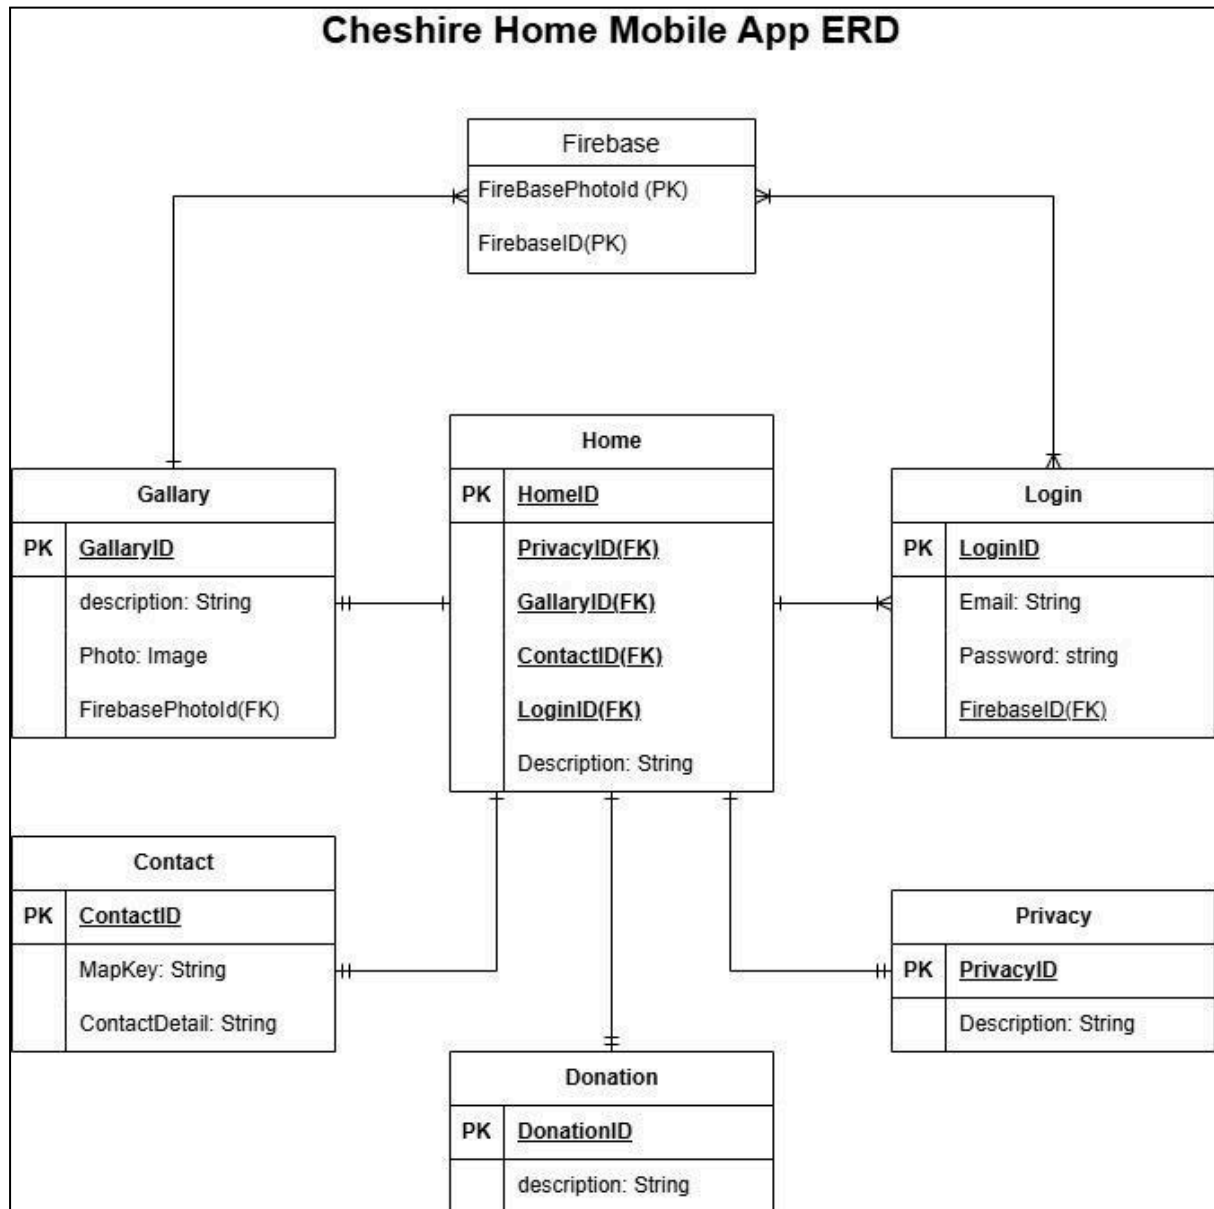 Cheshire Home Mobile App ERD
Firebase
FireBasePhotoId (PK)
FirebaseID(PK)
Gallary
PK GallaryID
description: String
Photo: Image
FirebasePhotoId(FK)
Home
PK HomeID
PrivacyID(FK)
GallaryID(FK)
ContactID(FK)
LoginID(FK)
Description: String
Login
PK LoginID
Email: String
Password: string
FirebaseID(FK)
Contact
PK ContactID
MapKey: String
ContactDetail: String
Privacy
PK PrivacyID
Description: String
Donation
PK DonationID
description: String